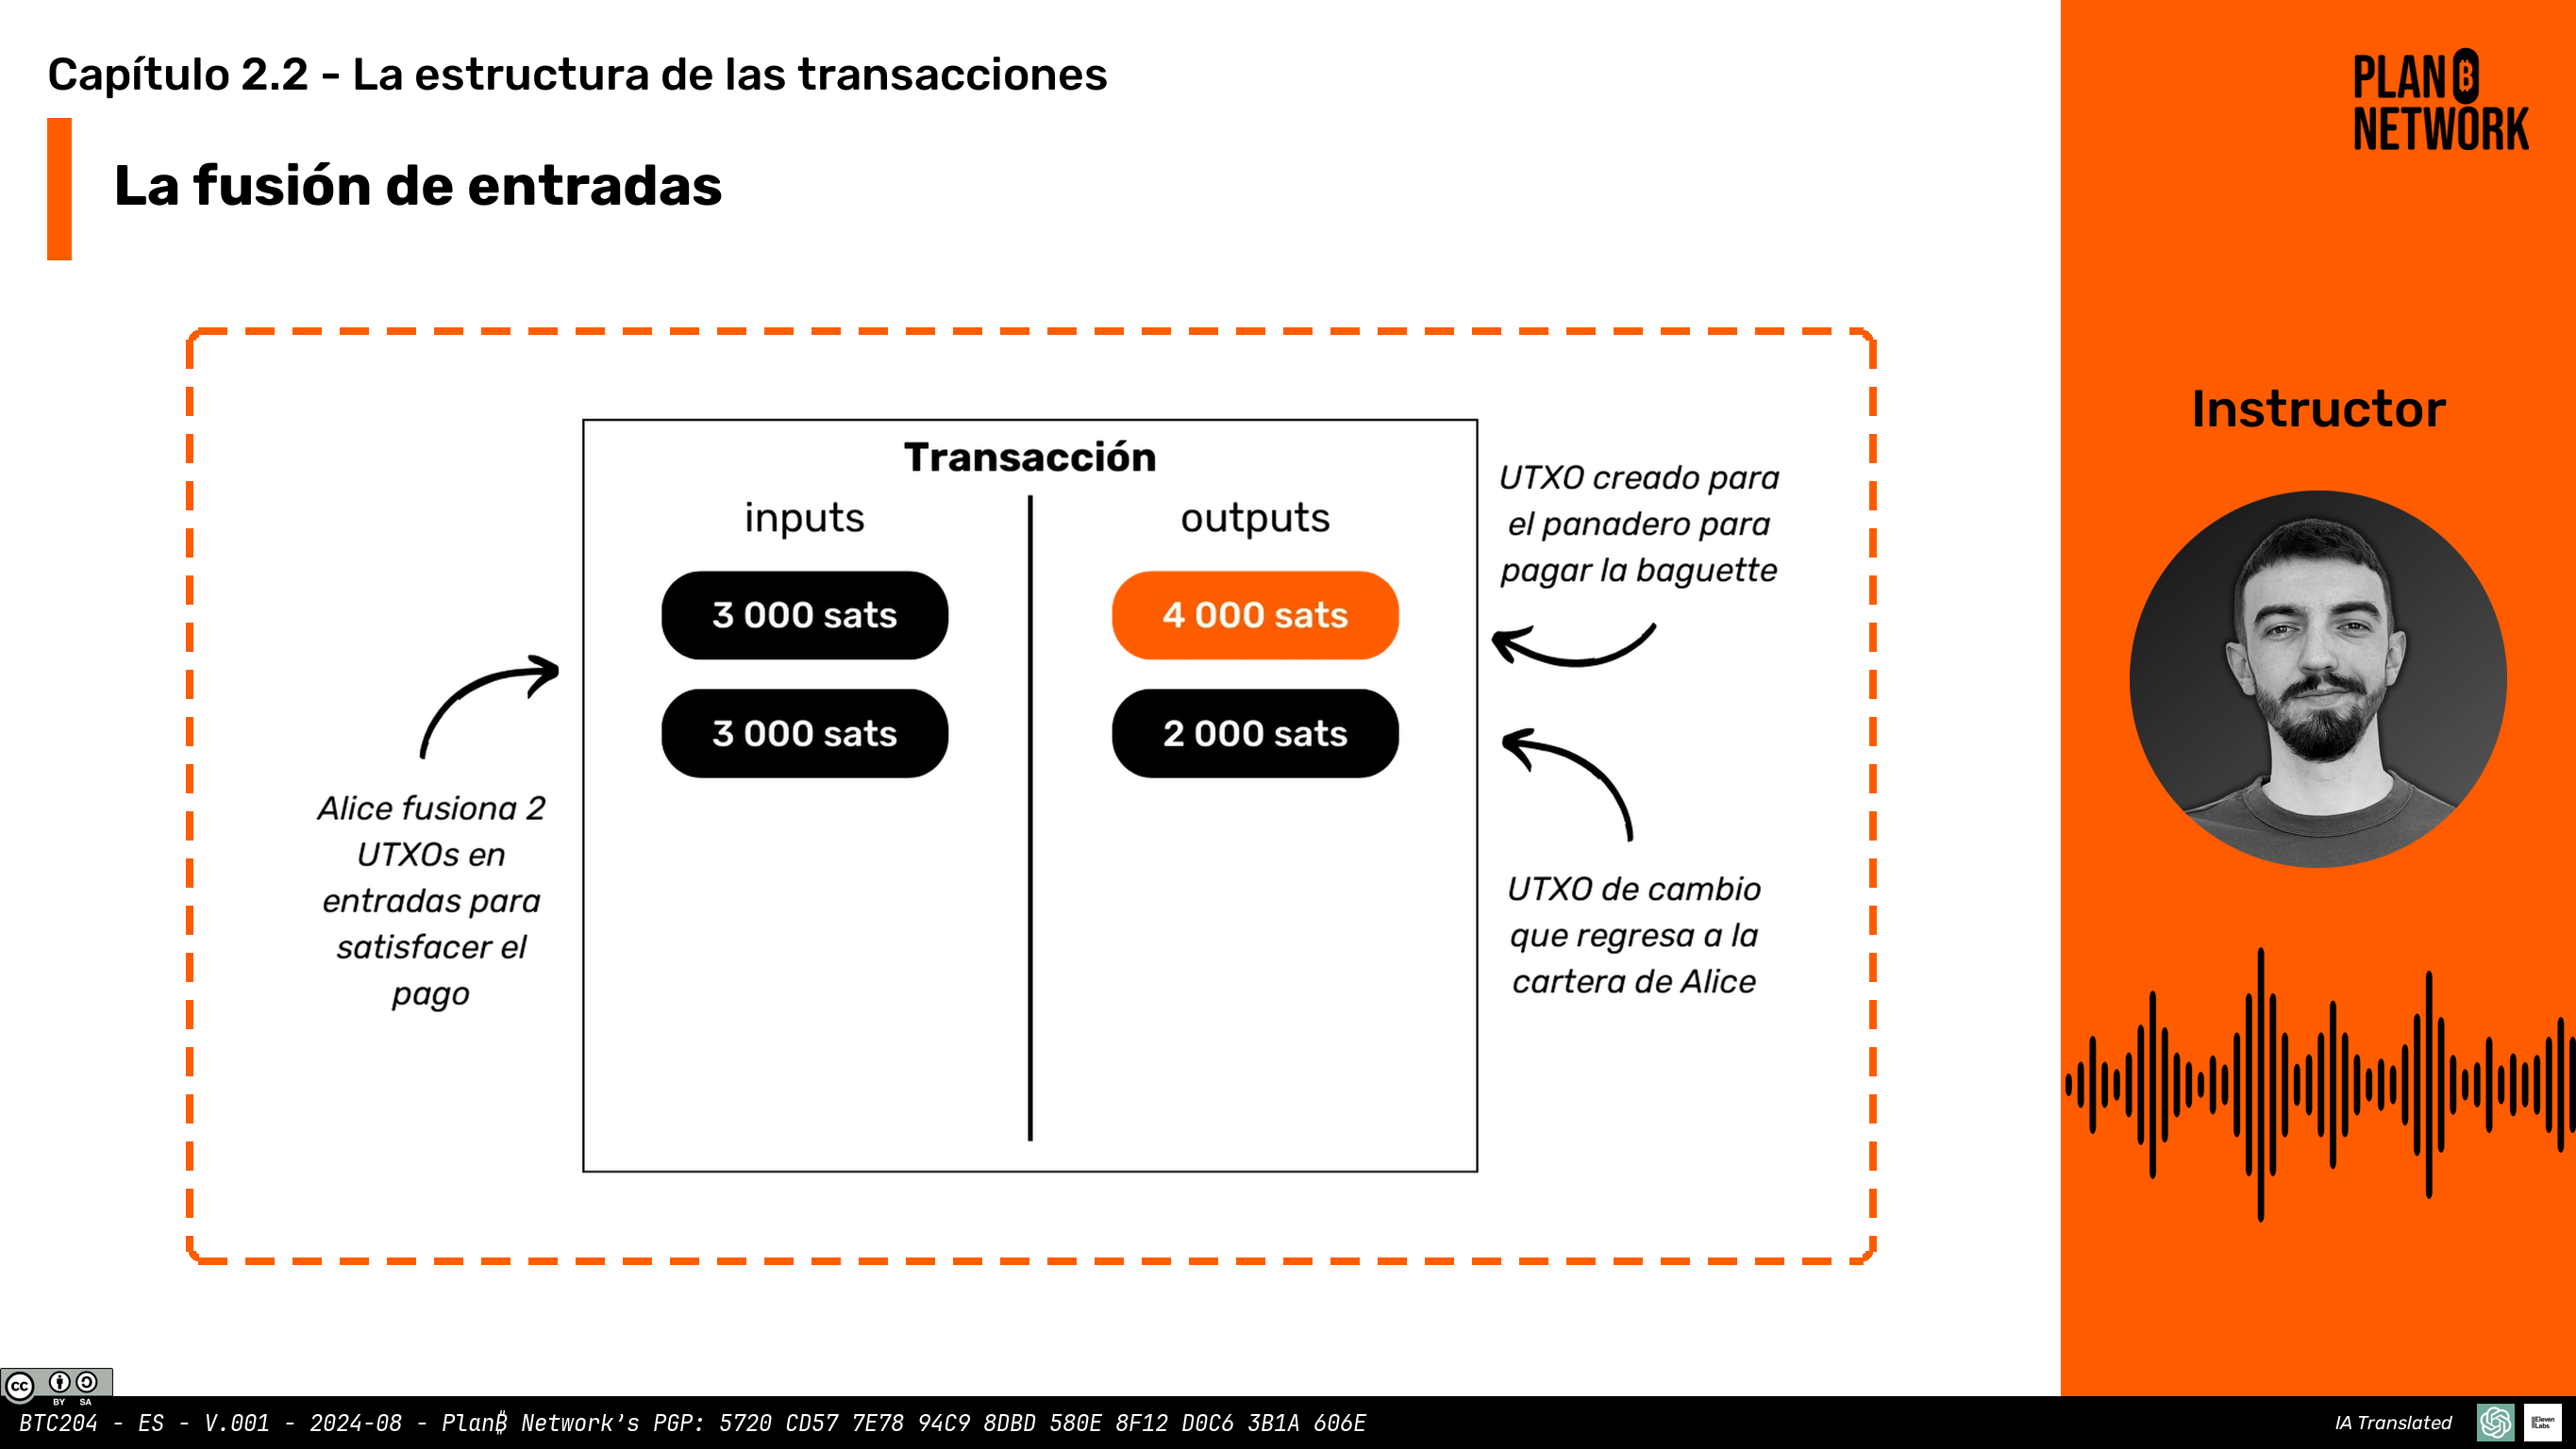 Capítulo 2.2 - La estructura de las transacciones
La fusión de entradas
PLAN ₿
NETWORK
Instructor
Transacción
inputs
outputs
3 000 sats
4 000 sats
3 000 sats
2 000 sats
UTXO creado para
el panadero para
pagar la baguette
Alice fusiona 2
UTXOs en
entradas para
satisfacer el
pago
UTXO de cambio
que regresa a la
cartera de Alice
cc
BY SA
BTC204 - ES - V.001 - 2024-08 - Plan₿ Network’s PGP: 5720 CD57 7E78 94C9 8DBD 580E 8F12 D0C6 3B1A 606E
IA Translated
IIEleven
Labs